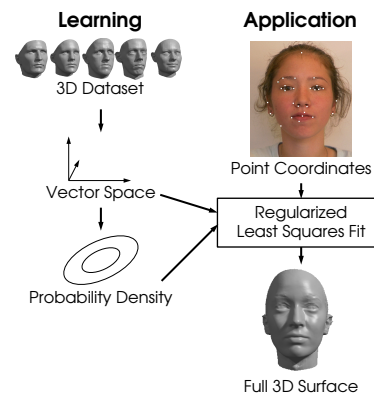 Learning
3D Dataset
Vector Space
Probability Density
Application
Point Coordinates
Regularized
Least Squares Fit
Full 3D Surface